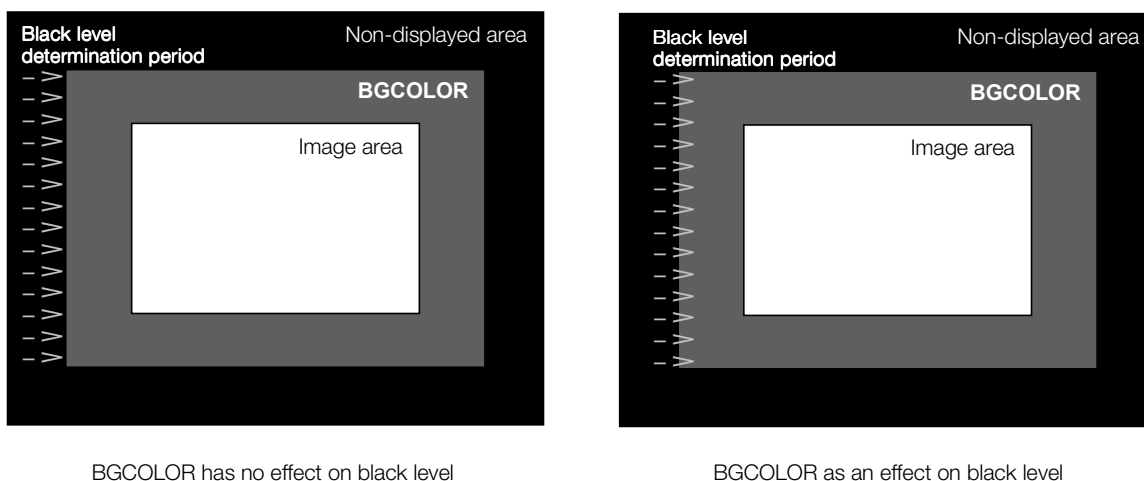 Black level
determination period
Non-displayed area
BGCOLOR
Image area
BGCOLOR has no effect on black level
Black level
determination period
Non-displayed area
BGCOLOR
Image area
BGCOLOR as an effect on black level